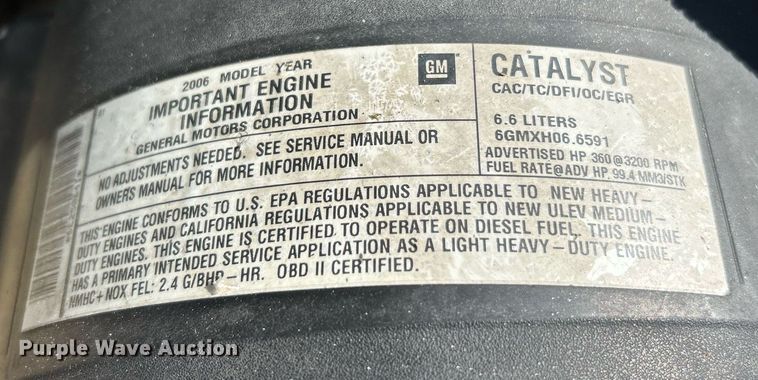 2006 MODEL YEAR
IMPORTANT ENGINE
INFORMATION
GENERAL MOTORS CORPORATION
GM
CATALYST
CAC/TC/DFI/OC/EGR
6.6 LITERS
6GMXH06.6591
ADVERTISED HP 360@3200 RPM
FUEL RATE@ADV HP 99.4 MM3/STK
NO ADJUSTMENTS NEEDED. SEE SERVICE MANUAL OR
OWNERS MANUAL FOR MORE INFORMATION.
THIS ENGINE CONFORMS TO U.S. EPA REGULATIONS APPLICABLE TO NEW HEAVY-
DUTY ENGINES AND CALIFORNIA REGULATIONS APPLICABLE TO NEW ULEV MEDIUM-
DUTY ENGINES. THIS ENGINE IS CERTIFIED TO OPERATE ON DIESEL FUEL. THIS ENGINE
HAS A PRIMARY INTENDED SERVICE APPLICATION AS A LIGHT HEAVY-DUTY ENGINE.
NMHC+NOX FEL: 2.4 G/BHP-HR. OBD II CERTIFIED.
Purple Wave Auction